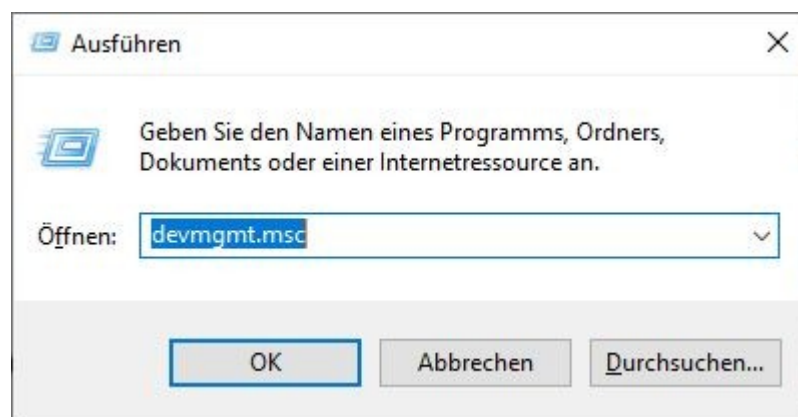 Ausführen
Geben Sie den Namen eines Programms, Ordners,
Dokuments oder einer Internetressource an.
Öffnen: devmgmt.msc
OK Abbrechen Durchsuchen...